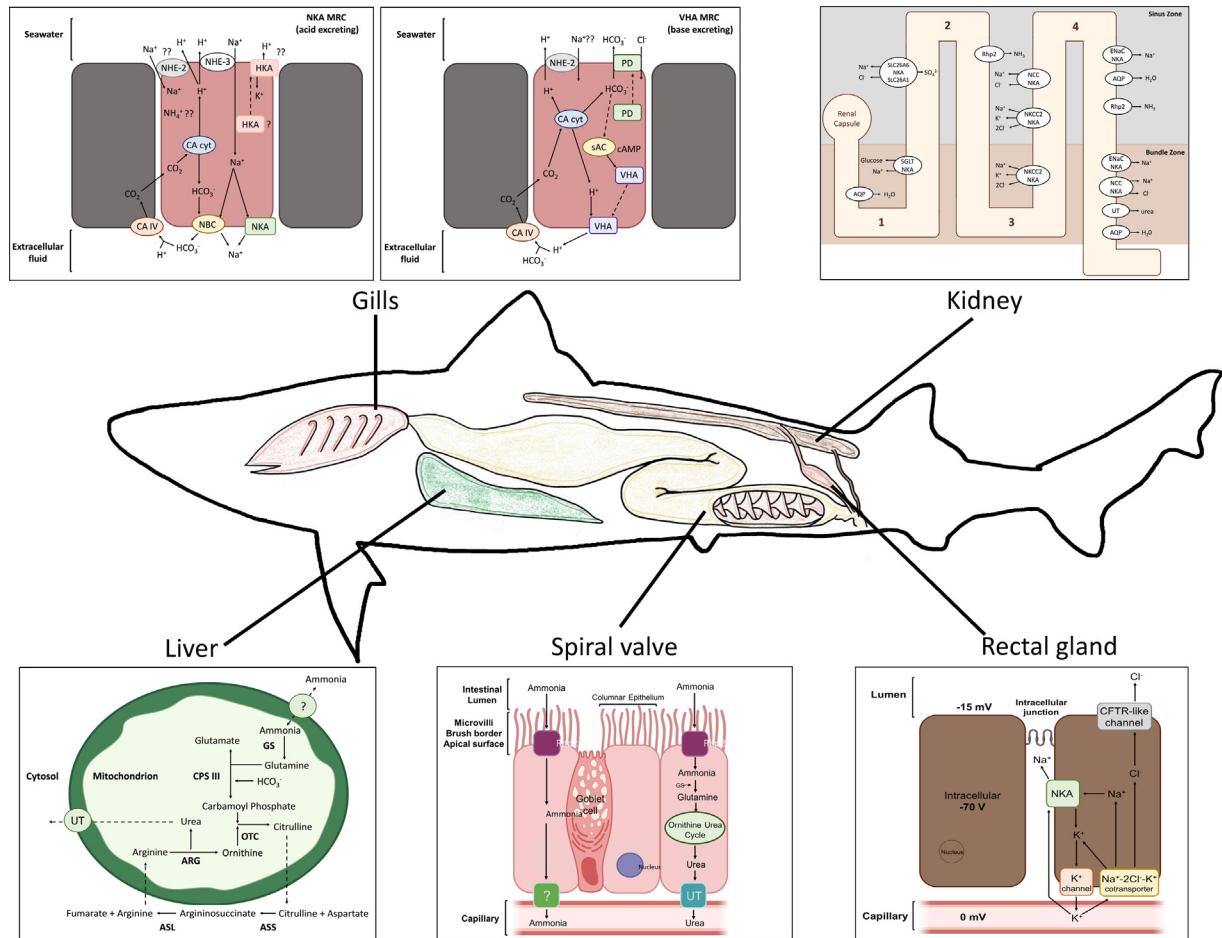 NKA MRC
(acid excreting)
Seawater
Na⁺
??
H⁺
H⁺
Na⁺
H⁺
??
NHE-2
NHE-3
HKA
Na⁺
H⁺
K⁺
NH₄⁺ ??
HKA
?
CA cyt
Na⁺
CO₂
HCO₃⁻
CO₂
CA IV
NBC
NKA
Extracellular
fluid
HCO₃⁻
H⁺
Na⁺
VHA MRC
(base excreting)
Seawater
H⁺
Na⁺??
HCO₃⁻
Cl⁻
NHE-2
PD
H⁺
HCO₃⁻
PD
CA cyt
sAC
cAMP
VHA
CO₂
H⁺
CO₂
CA IV
VHA
Extracellular
fluid
HCO₃⁻
H⁺
2
4
Sinus Zone
Rhp2
NH₃
ENaC
NKA
Na⁺
Na⁺
Cl⁻
SLC26A6
NKA
SLC26A1
SO₄²⁻
Na⁺
Cl⁻
NCC
NKA
AQP
H₂O
Renal
Capsule
Na⁺
K⁺
2Cl⁻
NKCC2
NKA
Rhp2
NH₃
Bundle Zone
Glucose
Na⁺
SGLT
NKA
Na⁺
K⁺
2Cl⁻
NKCC2
NKA
ENaC
NKA
Na⁺
NCC
NKA
Na⁺
Cl⁻
AQP
H₂O
UT
urea
1
3
AQP
H₂O
Gills
Kidney
Liver
Spiral valve
Rectal gland
Ammonia
?
Ammonia
GS
Glutamate
Glutamine
Cytosol
Mitochondrion
CPS III
HCO₃⁻
Carbamoyl Phosphate
UT
Urea
Citrulline
OTC
Arginine
ARG
Ornithine
Fumarate + Arginine
Argininosuccinate
Citrulline + Aspartate
ASL
ASS
Intestinal
Lumen
Ammonia
Columnar Epithelium
Ammonia
Microvilli
Brush border
Apical surface
Ammonia
GS
Glutamine
Goblet
cell
Ammonia
Ornithine Urea
Cycle
Nucleus
Urea
?
UT
Capillary
Ammonia
Urea
Cl⁻
Lumen
-15 mV
Intracellular
junction
CFTR-like
channel
Na⁺
Cl⁻
Intracellular
-70 V
NKA
Na⁺
K⁺
Nucleus
K⁺
channel
Na⁺-2Cl⁻-K⁺
cotransporter
Capillary
0 mV
K⁺